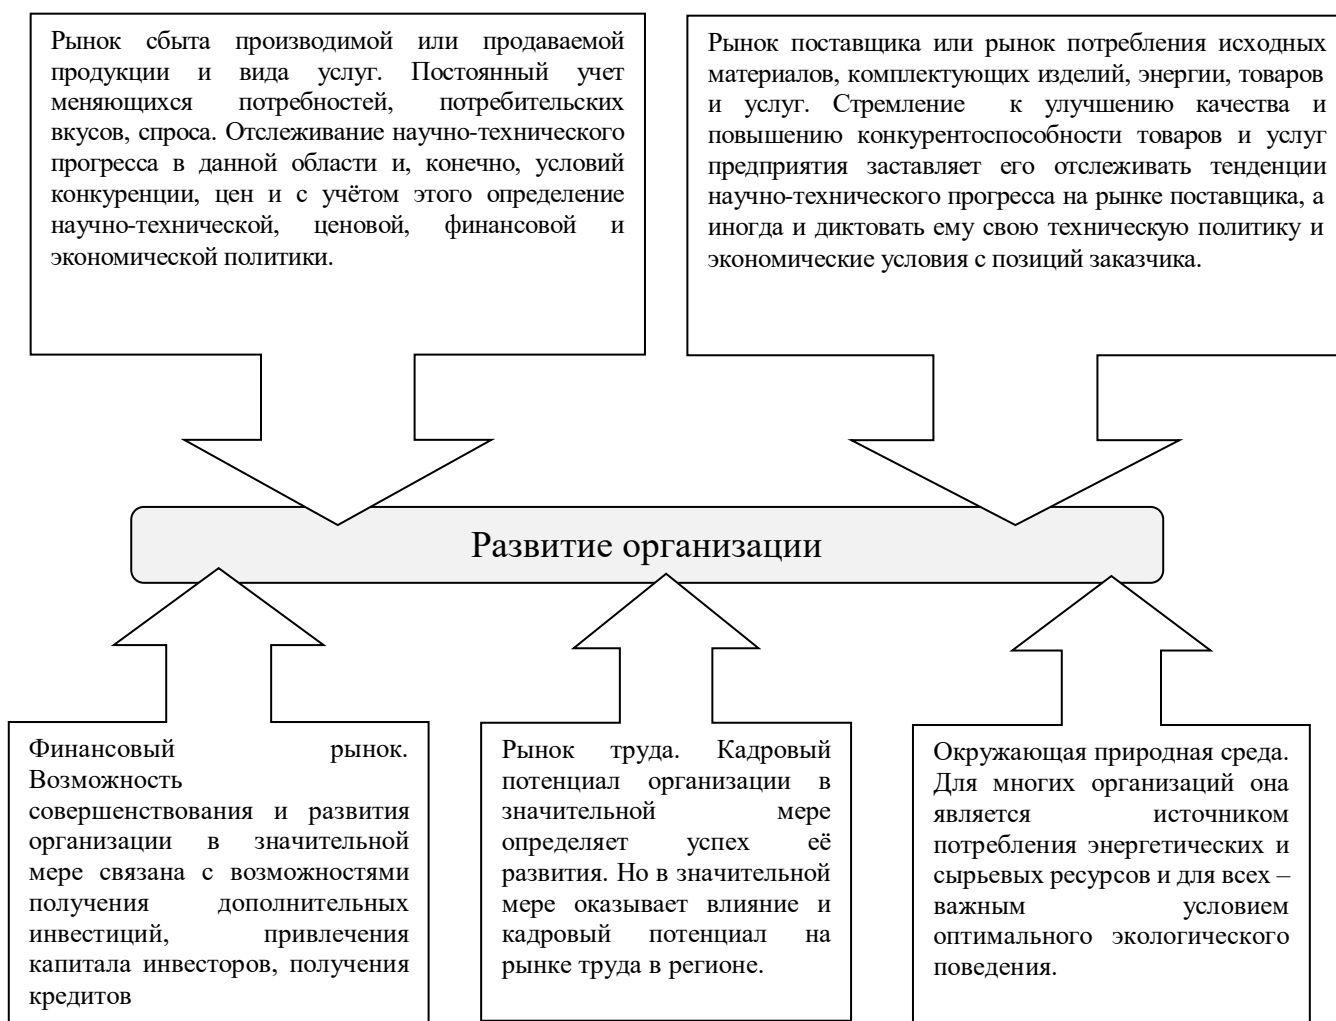 Рынок сбыта производимой или продаваемой
продукции и вида услуг. Постоянный учет
меняющихся потребностей, потребительских
вкусов, спроса. Отслеживание научно-технического
прогресса в данной области и, конечно, условий
конкуренции, цен и с учётом этого определение
научно-технической, ценовой, финансовой и
экономической политики.
Рынок поставщика или рынок потребления исходных
материалов, комплектующих изделий, энергии, товаров
и услуг. Стремление к улучшению качества и
повышению конкурентоспособности товаров и услуг
предприятия заставляет его отслеживать тенденции
научно-технического прогресса на рынке поставщика, а
иногда и диктовать ему свою техническую политику и
экономические условия с позиций заказчика.
Развитие организации
Финансовый рынок.
Возможность
совершенствования и развития
организации в значительной
мере связана с возможностями
получения дополнительных
инвестиций, привлечения
капитала инвесторов, получения
кредитов
Рынок труда. Кадровый
потенциал организации в
значительной мере
определяет успех её
развития. Но в значительной
мере оказывает влияние и
кадровый потенциал на
рынке труда в регионе.
Окружающая природная среда.
Для многих организаций она
является источником
потребления энергетических и
сырьевых ресурсов и для всех –
важным условием
оптимального экологического
поведения.